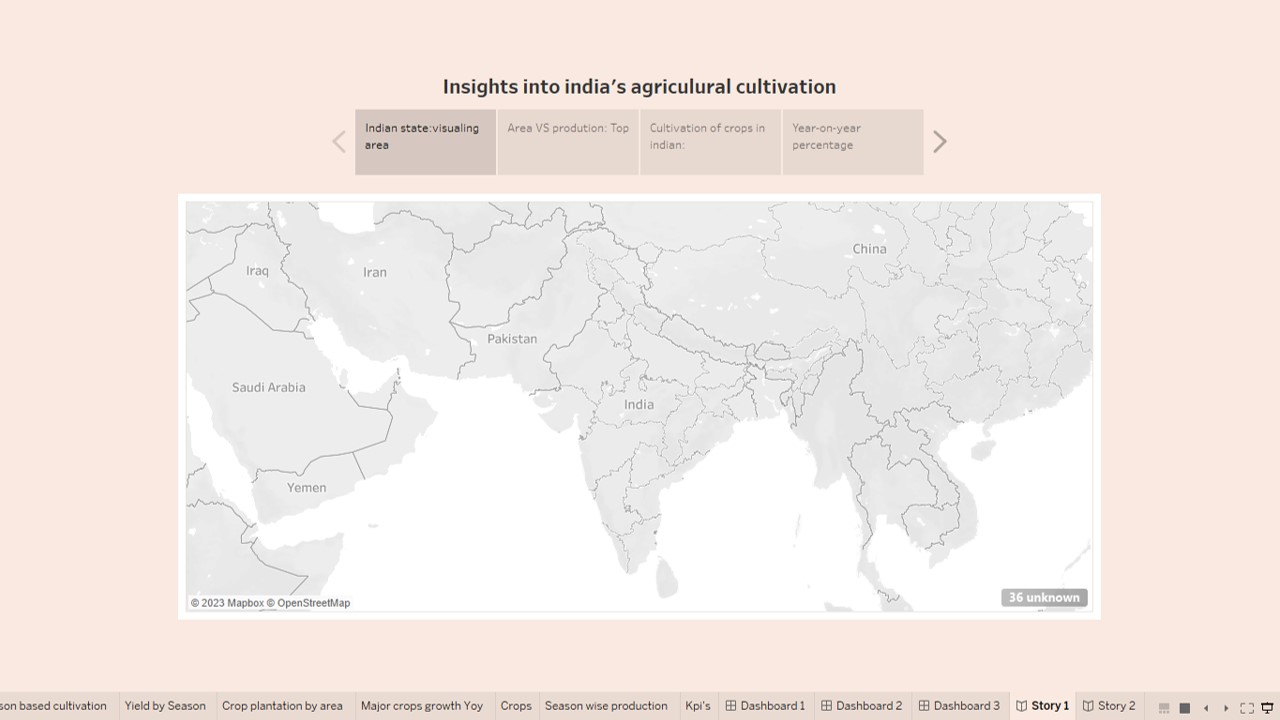 Insights into india's agriculural cultivation
Indian state:visualing
area
Area VS prodution: Top
Cultivation of crops in
indian:
Year-on-year
percentage
China
Iraq
Iran
Pakistan
Saudi Arabia
India
Yemen
© 2023 Mapbox © OpenStreetMap
36 unknown
son based cultivation
Yield by Season
Crop plantation by area
Major crops growth Yoy
Crops
Season wise production
Kpi's
Dashboard 1
Dashboard 2
Dashboard 3
Story 1
Story 2